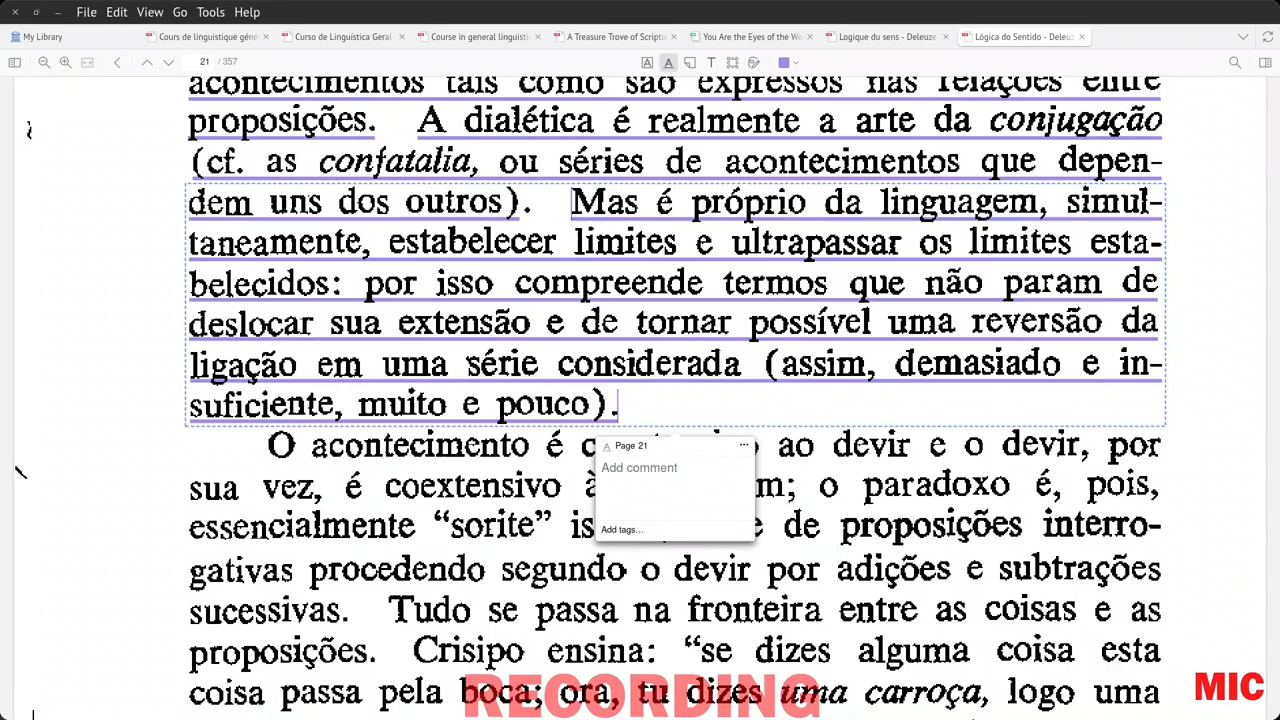 File Edit View Go Tools Help
My Library Cours de linguistique géné Curso de Linguística Geral Course in general linguistic A Treasure Trove of Scriptu You Are the Eyes of the Wo Logique du sens - Deleuze Lógica do Sentido - Deleuz
21 / 357
acontecimentos tais como são expressos nas relações entre
proposições. A dialética é realmente a arte da conjugação
(cf. as confatalia, ou séries de acontecimentos que depen-
dem uns dos outros). Mas é próprio da linguagem, simul-
taneamente, estabelecer limites e ultrapassar os limites esta-
belecidos: por isso compreende termos que não param de
deslocar sua extensão e de tornar possível uma reversão da
ligação em uma série considerada (assim, demasiado e in-
suficiente, muito e pouco).
O acontecimento é ao devir e o devir, por
sua vez, é coextensivo o paradoxo é, pois,
essencialmente “sorite” de proposições interro-
gativas procedendo segundo o devir por adições e subtrações
sucessivas. Tudo se passa na fronteira entre as coisas e as
proposições. Crisipo ensina: “se dizes alguma coisa esta
coisa passa pela boca; ora, tu dizes uma carroça, logo uma
Page 21
Add comment
Add tags...
RECORDING
MIC